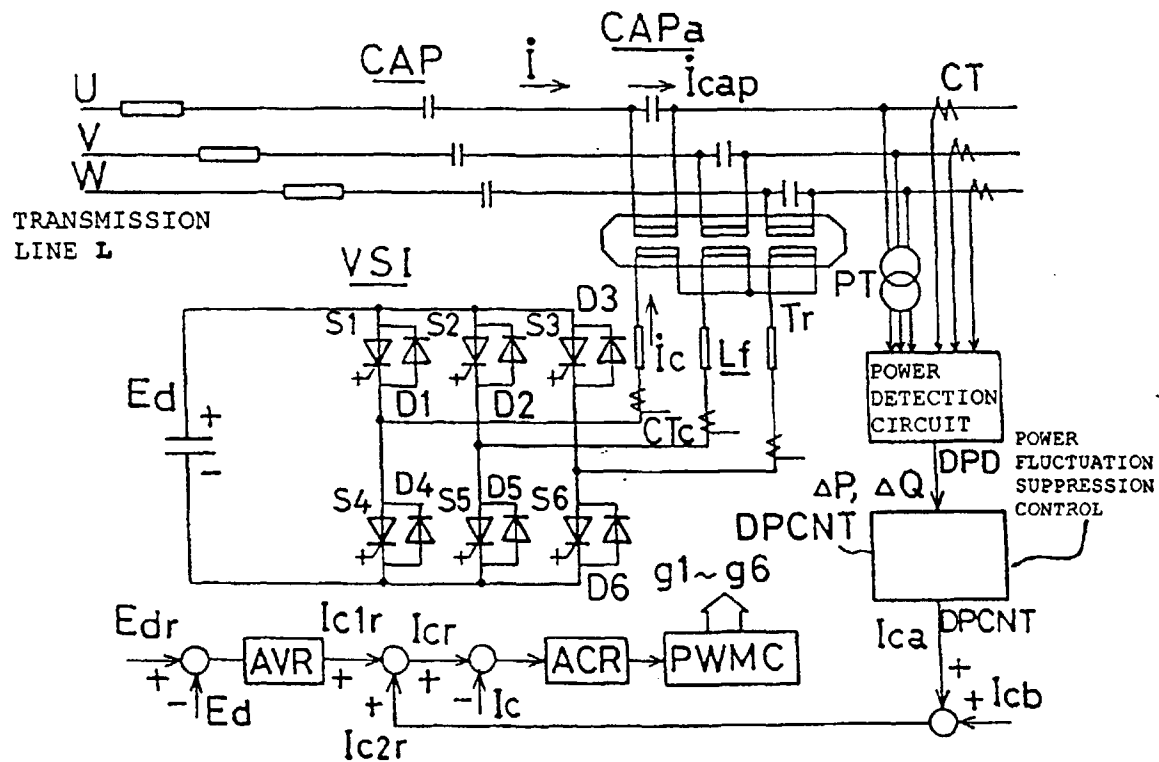 CAPa
CAP
i
icap
CT
U
V
W
TRANSMISSION
LINE L
VSI
PT
Tr
D3
S1
S2
S3
ic
Lf
Ed
+
-
D1
D2
CTc
POWER
DETECTION
CIRCUIT
DPD
POWER
FLUCTUATION
SUPPRESSION
CONTROL
ΔP, ΔQ
DPCNT
S4
D4
S5
D5
S6
+
+
+
+
+
+
D6
g1~g6
DPCNT
Ica
Edr
AVR
Ic1r
Icr
ACR
PWMC
+
-
Ed
+
+
+
-
Ic
Ic2r
+
+
Icb